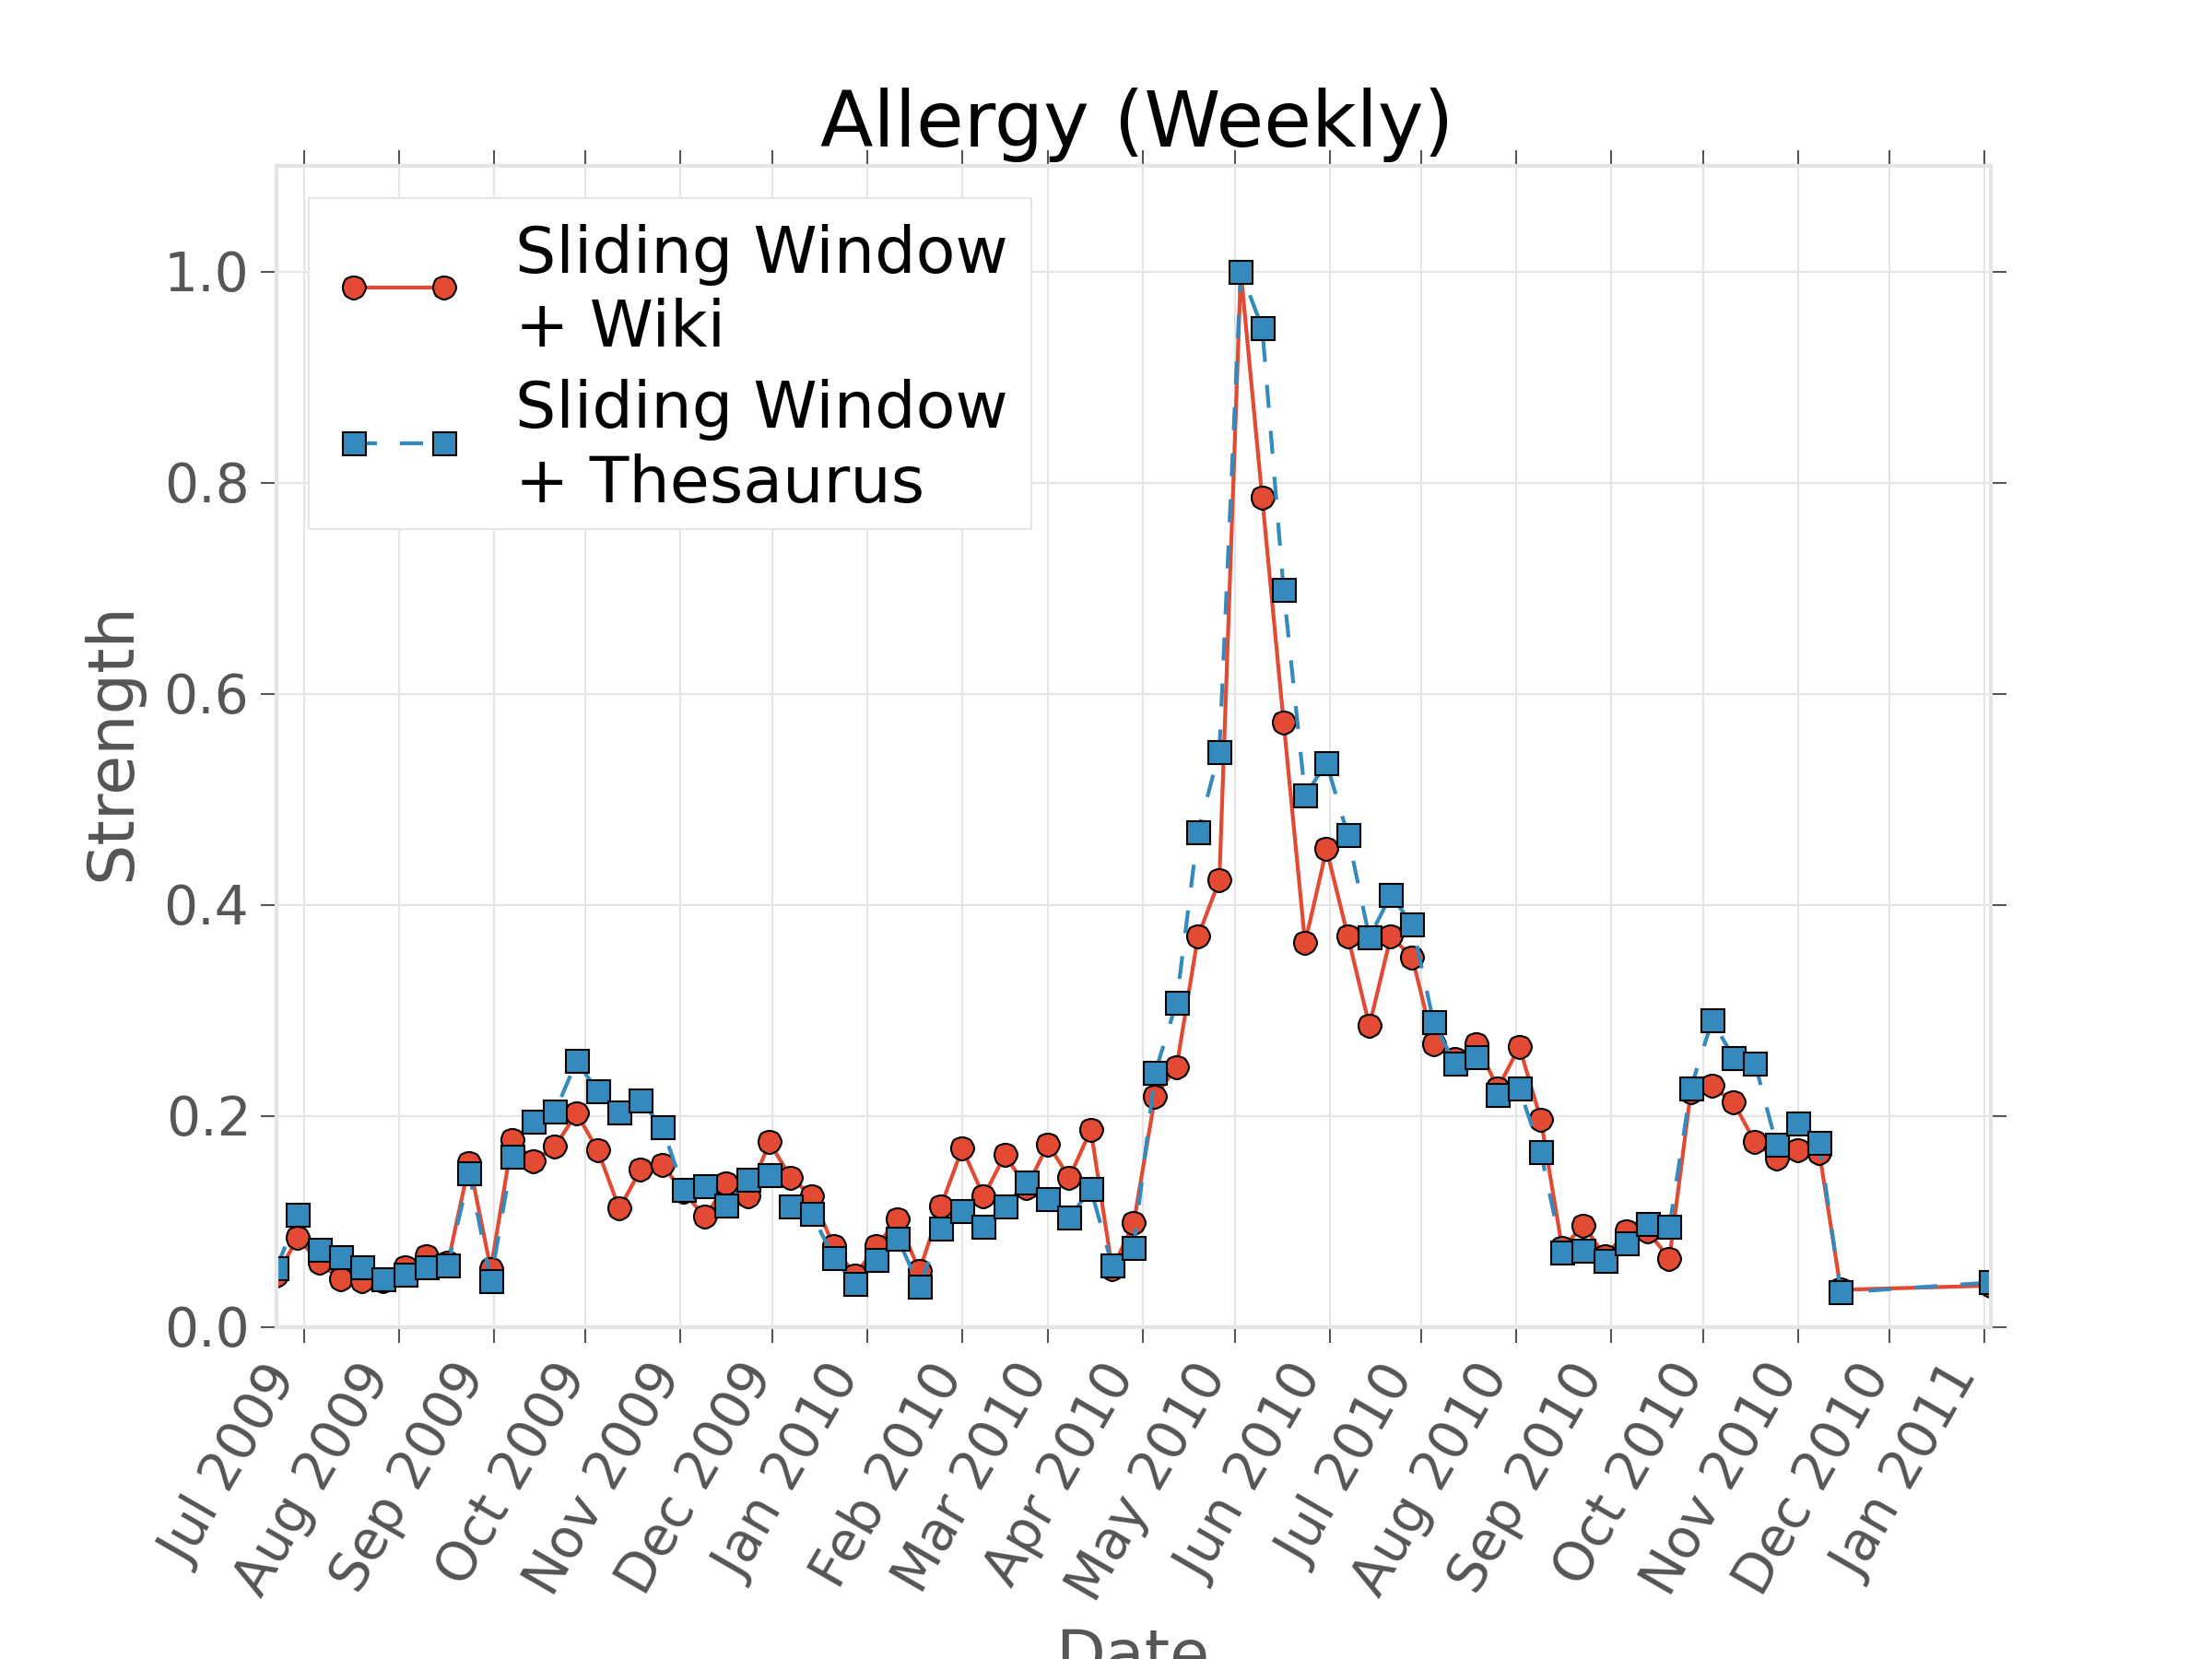 Allergy (Weekly)
Sliding Window
+ Wiki
Sliding Window
+ Thesaurus
1.0
0.8
0.6
0.4
0.2
0.0
Strength
Jul 2009
Aug 2009
Sep 2009
Oct 2009
Nov 2009
Dec 2009
Jan 2010
Feb 2010
Mar 2010
Apr 2010
May 2010
Jun 2010
Jul 2010
Aug 2010
Sep 2010
Oct 2010
Nov 2010
Dec 2010
Jan 2011
Date